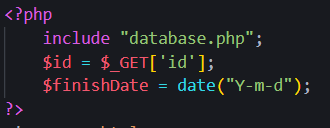 <?php
include "database.php";
$id = $_GET['id'];
$finishDate = date("Y-m-d");
?>